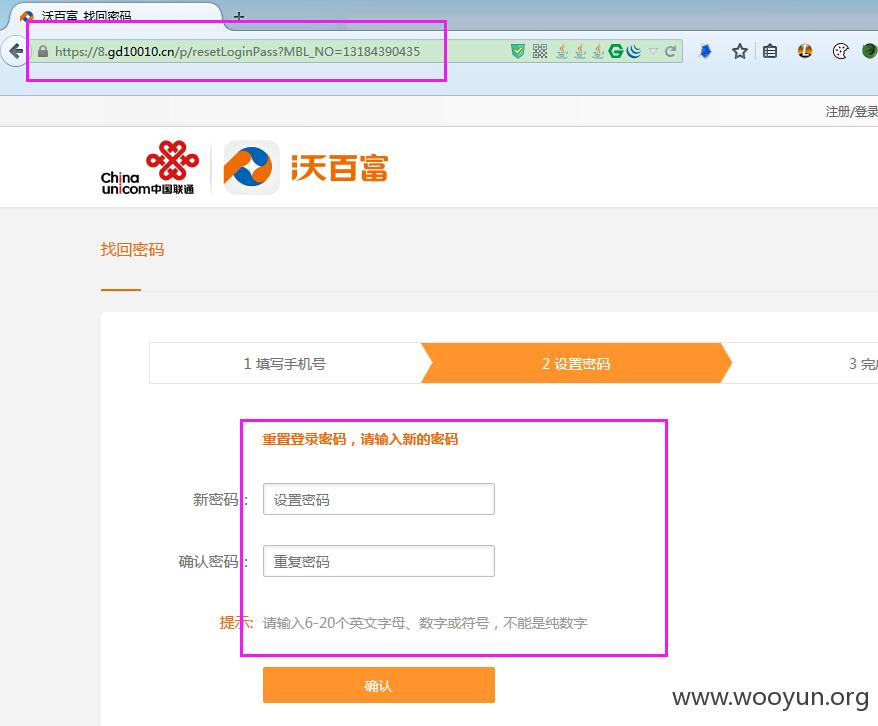 沃百富_找回密码
https://8.gd10010.cn/p/resetLoginPass?MBL_NO=13184390435
注册/登录
China
unicom中国联通
沃百富
找回密码
1 填写手机号
2 设置密码
3 完
重置登录密码，请输入新的密码
新密码：
设置密码
确认密码：
重复密码
提示:
请输入6-20个英文字母、数字或符号，不能是纯数字
确认
www.wooyun.org